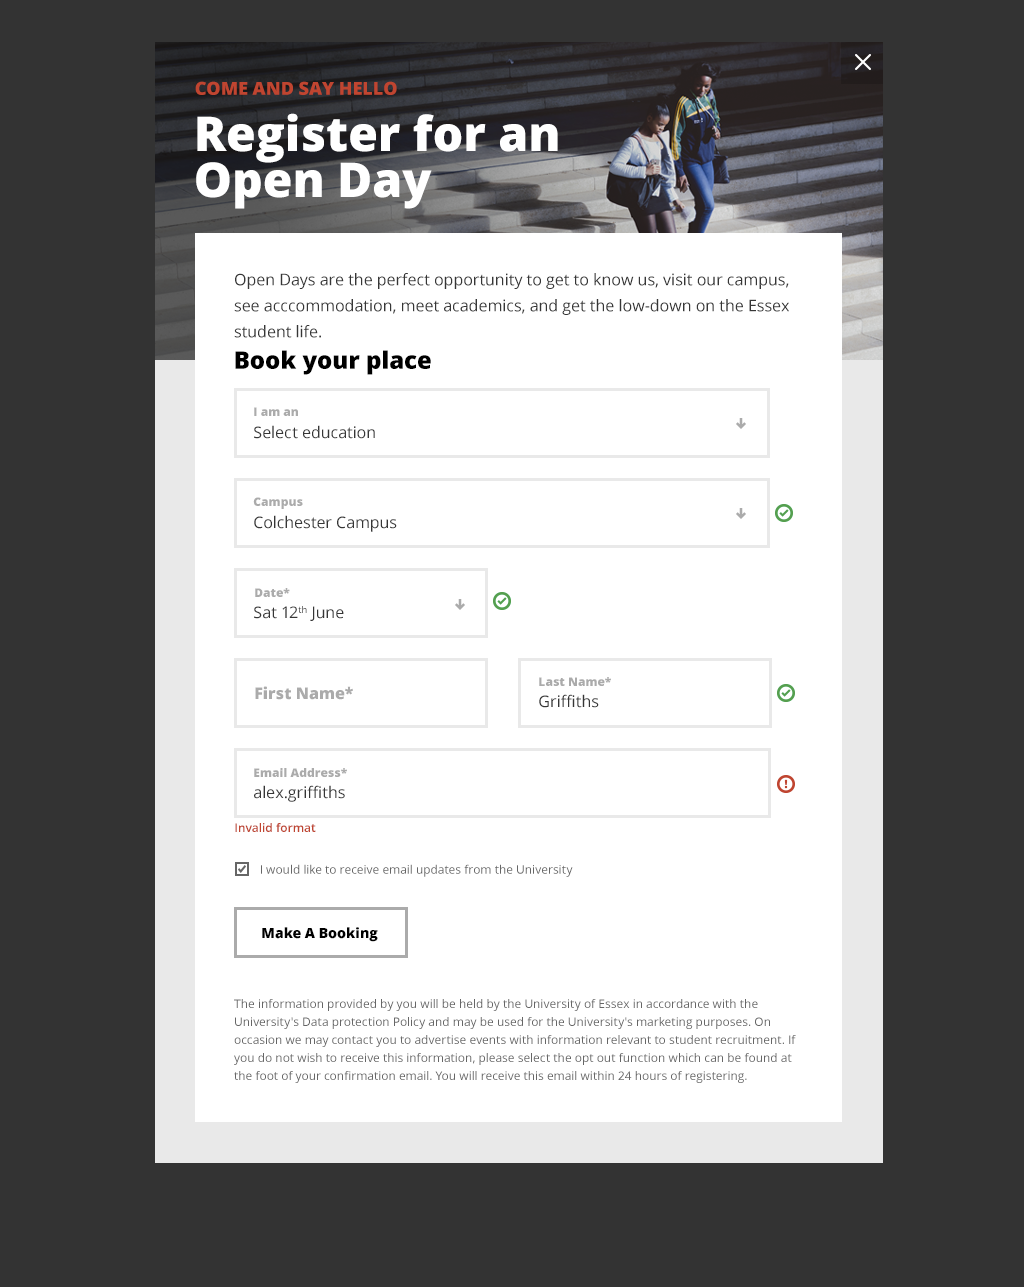 COME AND SAY HELLO
Register for an
Open Day
Open Days are the perfect opportunity to get to know us, visit our campus,
see acccommodation, meet academics, and get the low-down on the Essex
student life.
Book your place
I am an
Select education
Campus
Colchester Campus
Date*
Sat 12th June
First Name*
Last Name*
Griffiths
Email Address*
alex.griffiths
Invalid format
I would like to receive email updates from the University
Make A Booking
The information provided by you will be held by the University of Essex in accordance with the
University's Data protection Policy and may be used for the University's marketing purposes. On
occasion we may contact you to advertise events with information relevant to student recruitment. If
you do not wish to receive this information, please select the opt out function which can be found at
the foot of your confirmation email. You will receive this email within 24 hours of registering.